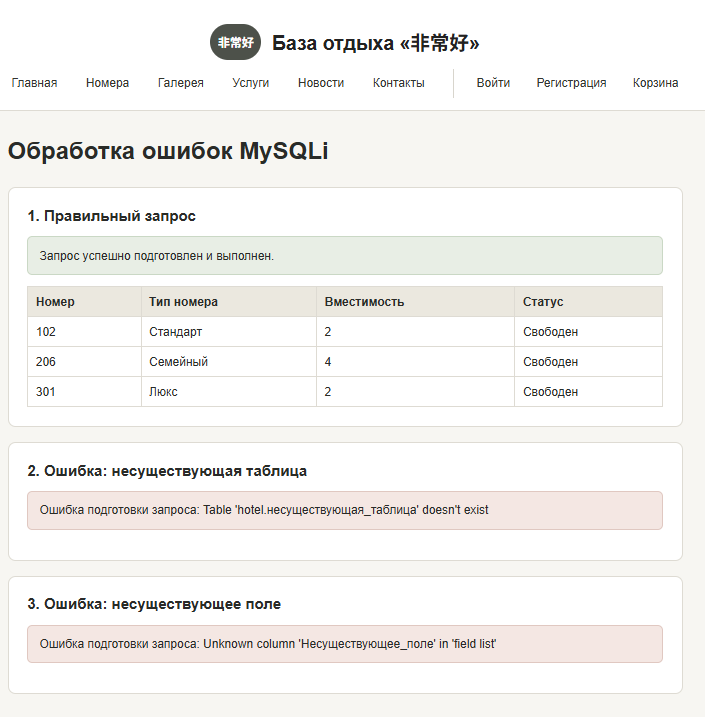 非常好 База отдыха «非常好»
Главная Номера Галерея Услуги Новости Контакты Войти Регистрация Корзина
Обработка ошибок MySQLi
1. Правильный запрос
Запрос успешно подготовлен и выполнен.
Номер Тип номера Вместимость Статус
102 Стандарт 2 Свободен
206 Семейный 4 Свободен
301 Люкс 2 Свободен
2. Ошибка: несуществующая таблица
Ошибка подготовки запроса: Table 'hotel.несуществующая_таблица' doesn't exist
3. Ошибка: несуществующее поле
Ошибка подготовки запроса: Unknown column 'Несуществующее_поле' in 'field list'